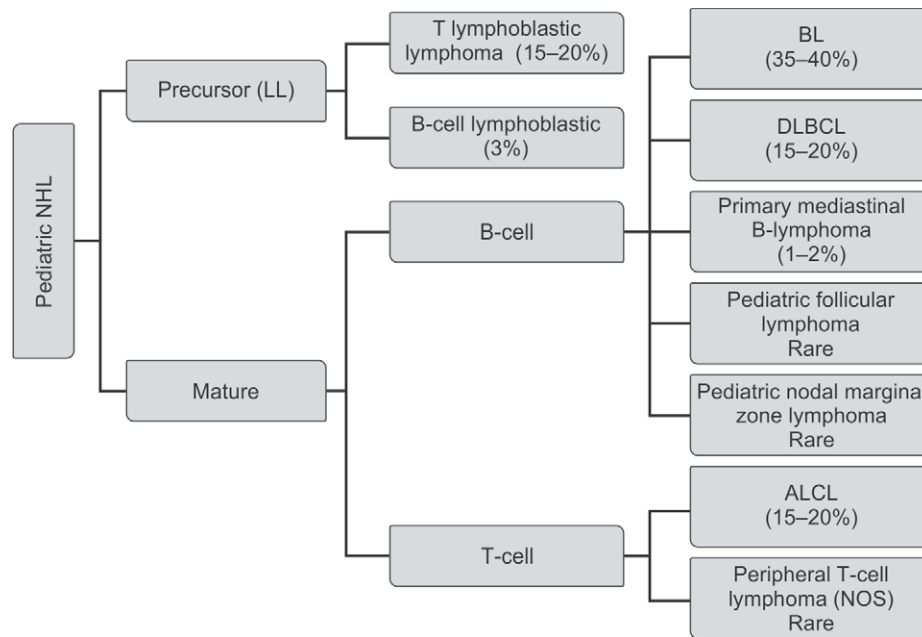 Pediatric NHL
Precursor (LL)
T lymphoblastic
lymphoma (15–20%)
B-cell lymphoblastic
(3%)
Mature
B-cell
BL
(35–40%)
DLBCL
(15–20%)
Primary mediastinal
B-lymphoma
(1–2%)
Pediatric follicular
lymphoma
Rare
Pediatric nodal margina
zone lymphoma
Rare
T-cell
ALCL
(15–20%)
Peripheral T-cell
lymphoma (NOS)
Rare